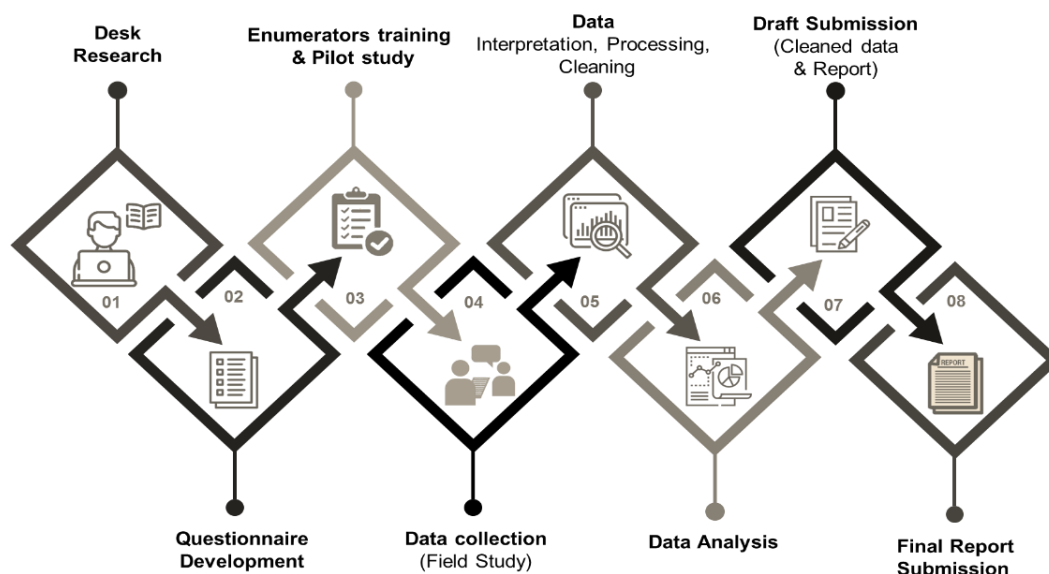 Desk
Research
Enumerators training
& Pilot study
Data
Interpretation, Processing,
Cleaning
Draft Submission
(Cleaned data
& Report)
01
02
03
04
05
06
07
08
REPORT
Questionnaire
Development
Data collection
(Field Study)
Data Analysis
Final Report
Submission